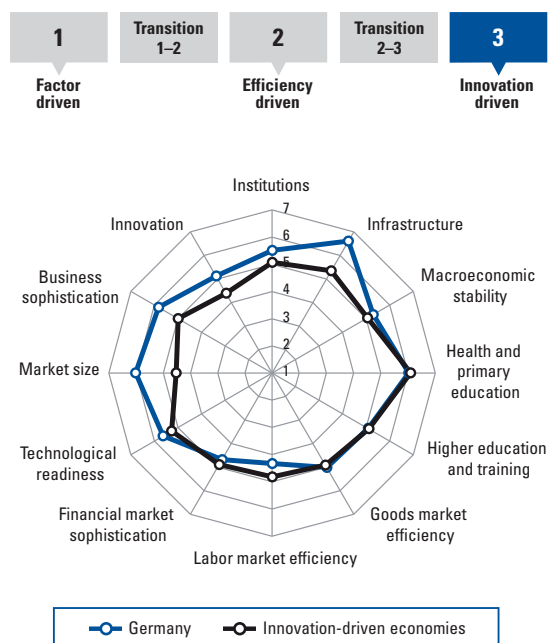 1
Transition
1–2
2
Transition
2–3
3
Factor
driven
Efficiency
driven
Innovation
driven
Institutions
7
Innovation
6
Infrastructure
5
Business
sophistication
Macroeconomic
stability
4
3
2
Market size
1
Health and
primary
education
Technological
readiness
Higher education
and training
Financial market
sophistication
Goods market
efficiency
Labor market efficiency
Germany
Innovation-driven economies